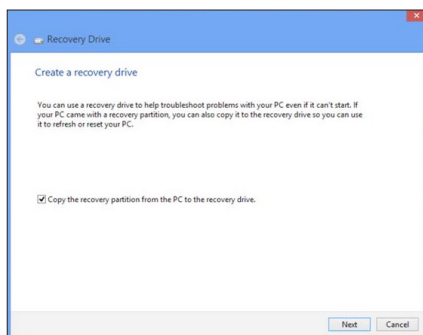 Recovery Drive
Create a recovery drive
You can use a recovery drive to help troubleshoot problems with your PC even if it can't start. If
your PC came with a recovery partition, you can also copy it to the recovery drive so you can use
it to refresh or reset your PC.
Copy the recovery partition from the PC to the recovery drive.
Next Cancel